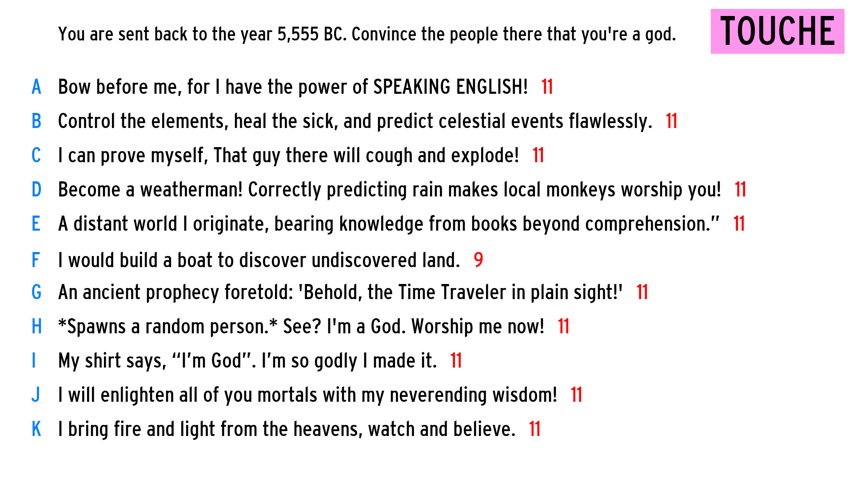 You are sent back to the year 5,555 BC. Convince the people there that you're a god.
TOUCHE
A Bow before me, for I have the power of SPEAKING ENGLISH! 11
B Control the elements, heal the sick, and predict celestial events flawlessly. 11
C I can prove myself, That guy there will cough and explode! 11
D Become a weatherman! Correctly predicting rain makes local monkeys worship you! 11
E A distant world I originate, bearing knowledge from books beyond comprehension.” 11
F I would build a boat to discover undiscovered land. 9
G An ancient prophecy foretold: 'Behold, the Time Traveler in plain sight!' 11
H *Spawns a random person.* See? I'm a God. Worship me now! 11
I My shirt says, “I’m God”. I’m so godly I made it. 11
J I will enlighten all of you mortals with my neverending wisdom! 11
K I bring fire and light from the heavens, watch and believe. 11